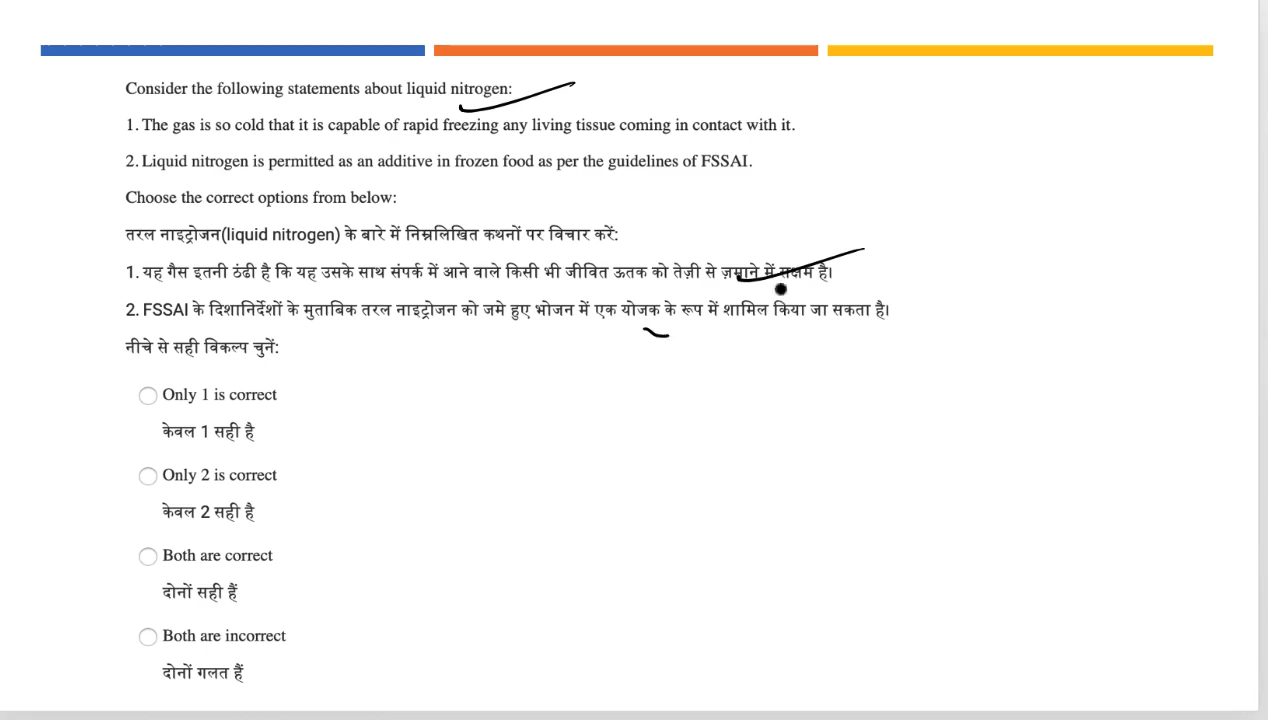 Consider the following statements about liquid nitrogen:
1. The gas is so cold that it is capable of rapid freezing any living tissue coming in contact with it.
2. Liquid nitrogen is permitted as an additive in frozen food as per the guidelines of FSSAI.
Choose the correct options from below:
तरल नाइट्रोजन(liquid nitrogen) के बारे में निम्नलिखित कथनों पर विचार करें:
1. यह गैस इतनी ठंढी है कि यह उसके साथ संपर्क में आने वाले किसी भी जीवित ऊतक को तेज़ी से ज़माने में सक्षम है।
2. FSSAI के दिशानिर्देशों के मुताबिक तरल नाइट्रोजन को जमे हुए भोजन में एक योजक के रूप में शामिल किया जा सकता है।
नीचे से सही विकल्प चुनें:
Only 1 is correct
केवल 1 सही है
Only 2 is correct
केवल 2 सही है
Both are correct
दोनों सही हैं
Both are incorrect
दोनों गलत हैं